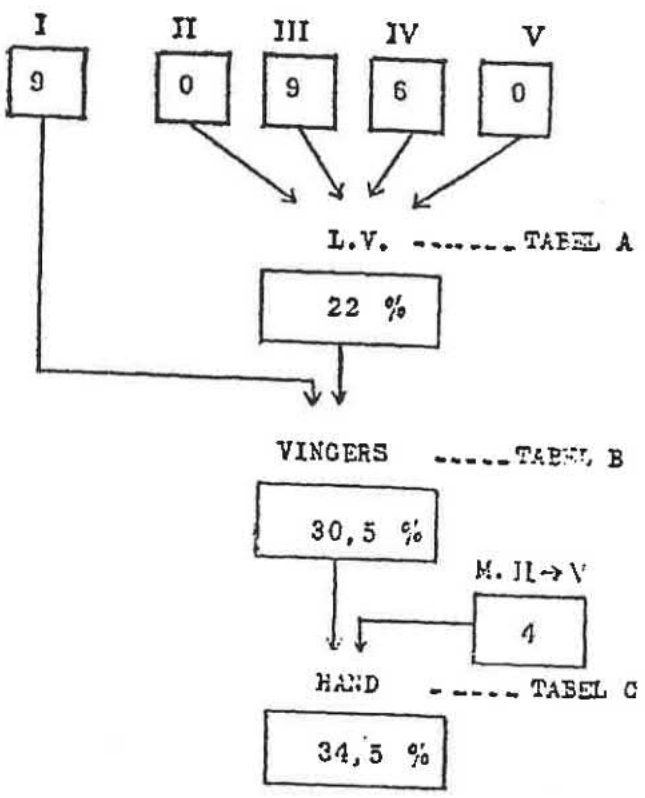 I II III IV V
9 0 9 6 0
L.V. ------- TABEL A
22 %
VINGERS ----- TABEL B
30,5 %
M. II→V
4
HAND ----- TABEL C
34,5 %